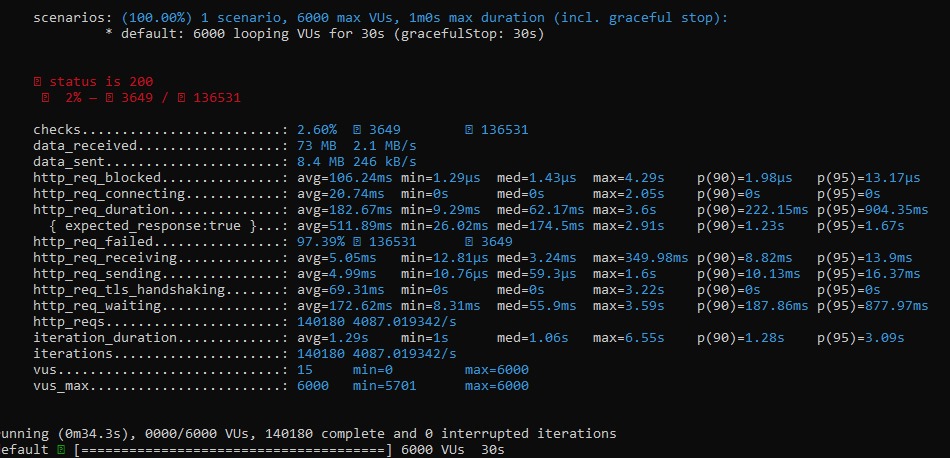 scenarios: (100.00%) 1 scenario, 6000 max VUs, 1m0s max duration (incl. graceful stop):
* default: 6000 looping VUs for 30s (gracefulStop: 30s)
status is 200
2% — 3649 / 136531
checks.........................: 2.60% 3649 136531
data_received..................: 73 MB 2.1 MB/s
data_sent......................: 8.4 MB 246 kB/s
http_req_blocked...............: avg=106.24ms min=1.29µs med=1.43µs max=4.29s p(90)=1.98µs p(95)=13.17µs
http_req_connecting............: avg=20.74ms min=0s med=0s max=2.05s p(90)=0s p(95)=0s
http_req_duration..............: avg=182.67ms min=9.29ms med=62.17ms max=3.6s p(90)=222.15ms p(95)=904.35ms
{ expected_response:true }...: avg=511.89ms min=26.02ms med=174.5ms max=2.91s p(90)=1.23s p(95)=1.67s
http_req_failed................: 97.39% 136531 3649
http_req_receiving.............: avg=5.05ms min=12.81µs med=3.24ms max=349.98ms p(90)=8.82ms p(95)=13.9ms
http_req_sending...............: avg=4.99ms min=10.76µs med=59.3µs max=1.6s p(90)=10.13ms p(95)=16.37ms
http_req_tls_handshaking.......: avg=69.31ms min=0s med=0s max=3.22s p(90)=0s p(95)=0s
http_req_waiting...............: avg=172.62ms min=8.31ms med=55.9ms max=3.59s p(90)=187.86ms p(95)=877.97ms
http_reqs......................: 140180 4087.019342/s
iteration_duration.............: avg=1.29s min=1s med=1.06s max=6.55s p(90)=1.28s p(95)=3.09s
iterations.....................: 140180 4087.019342/s
vus............................: 15 min=0 max=6000
vus_max........................: 6000 min=5701 max=6000
unning (0m34.3s), 0000/6000 VUs, 140180 complete and 0 interrupted iterations
efault [======================================] 6000 VUs 30s